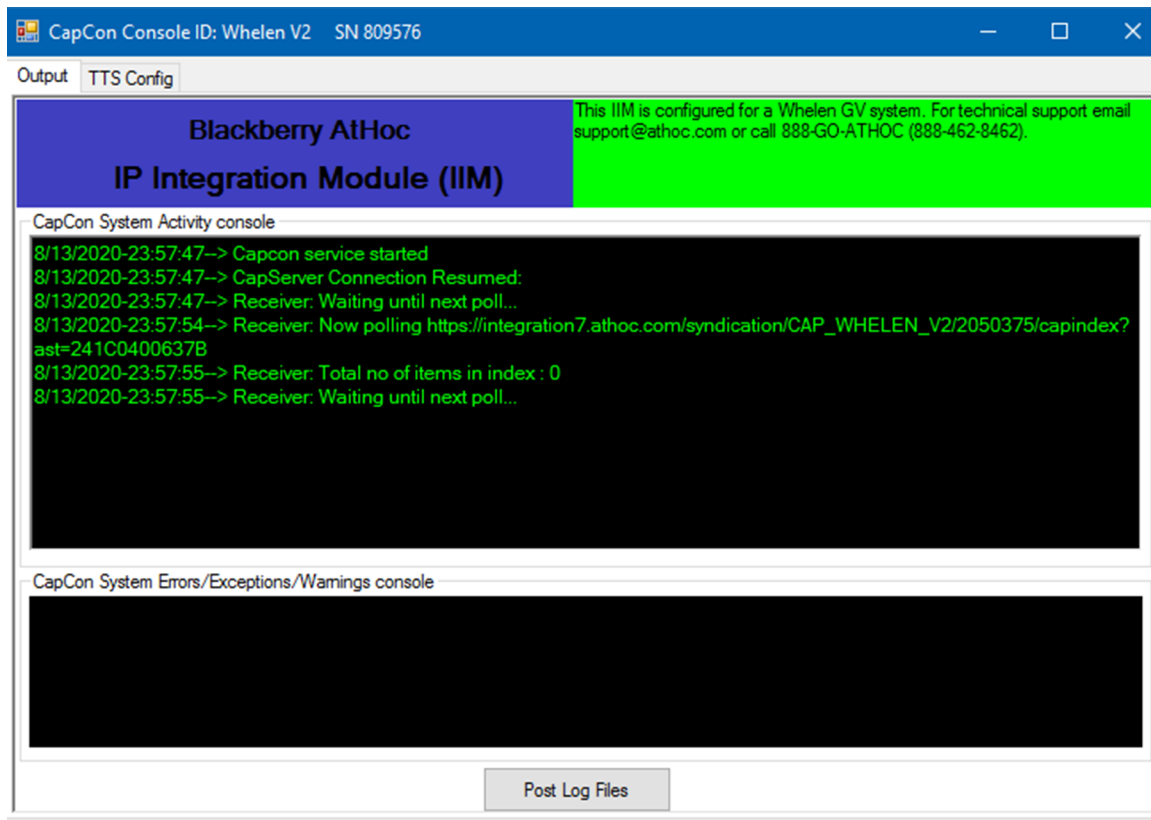 CapCon Console ID: Whelen V2 SN 809576
Output TTS Config
Blackberry AtHoc
IP Integration Module (IIM)
This IIM is configured for a Whelen GV system. For technical support email
support@athoc.com or call 888-GO-ATHOC (888-462-8462).
CapCon System Activity console
8/13/2020-23:57:47--> Capcon service started
8/13/2020-23:57:47--> CapServer Connection Resumed:
8/13/2020-23:57:47--> Receiver: Waiting until next poll...
8/13/2020-23:57:54--> Receiver: Now polling https://integration7.athoc.com/syndication/CAP_WHELEN_V2/2050375/capindex?
ast=241C0400637B
8/13/2020-23:57:55--> Receiver: Total no of items in index : 0
8/13/2020-23:57:55--> Receiver: Waiting until next poll...
CapCon System Errors/Exceptions/Warnings console
Post Log Files